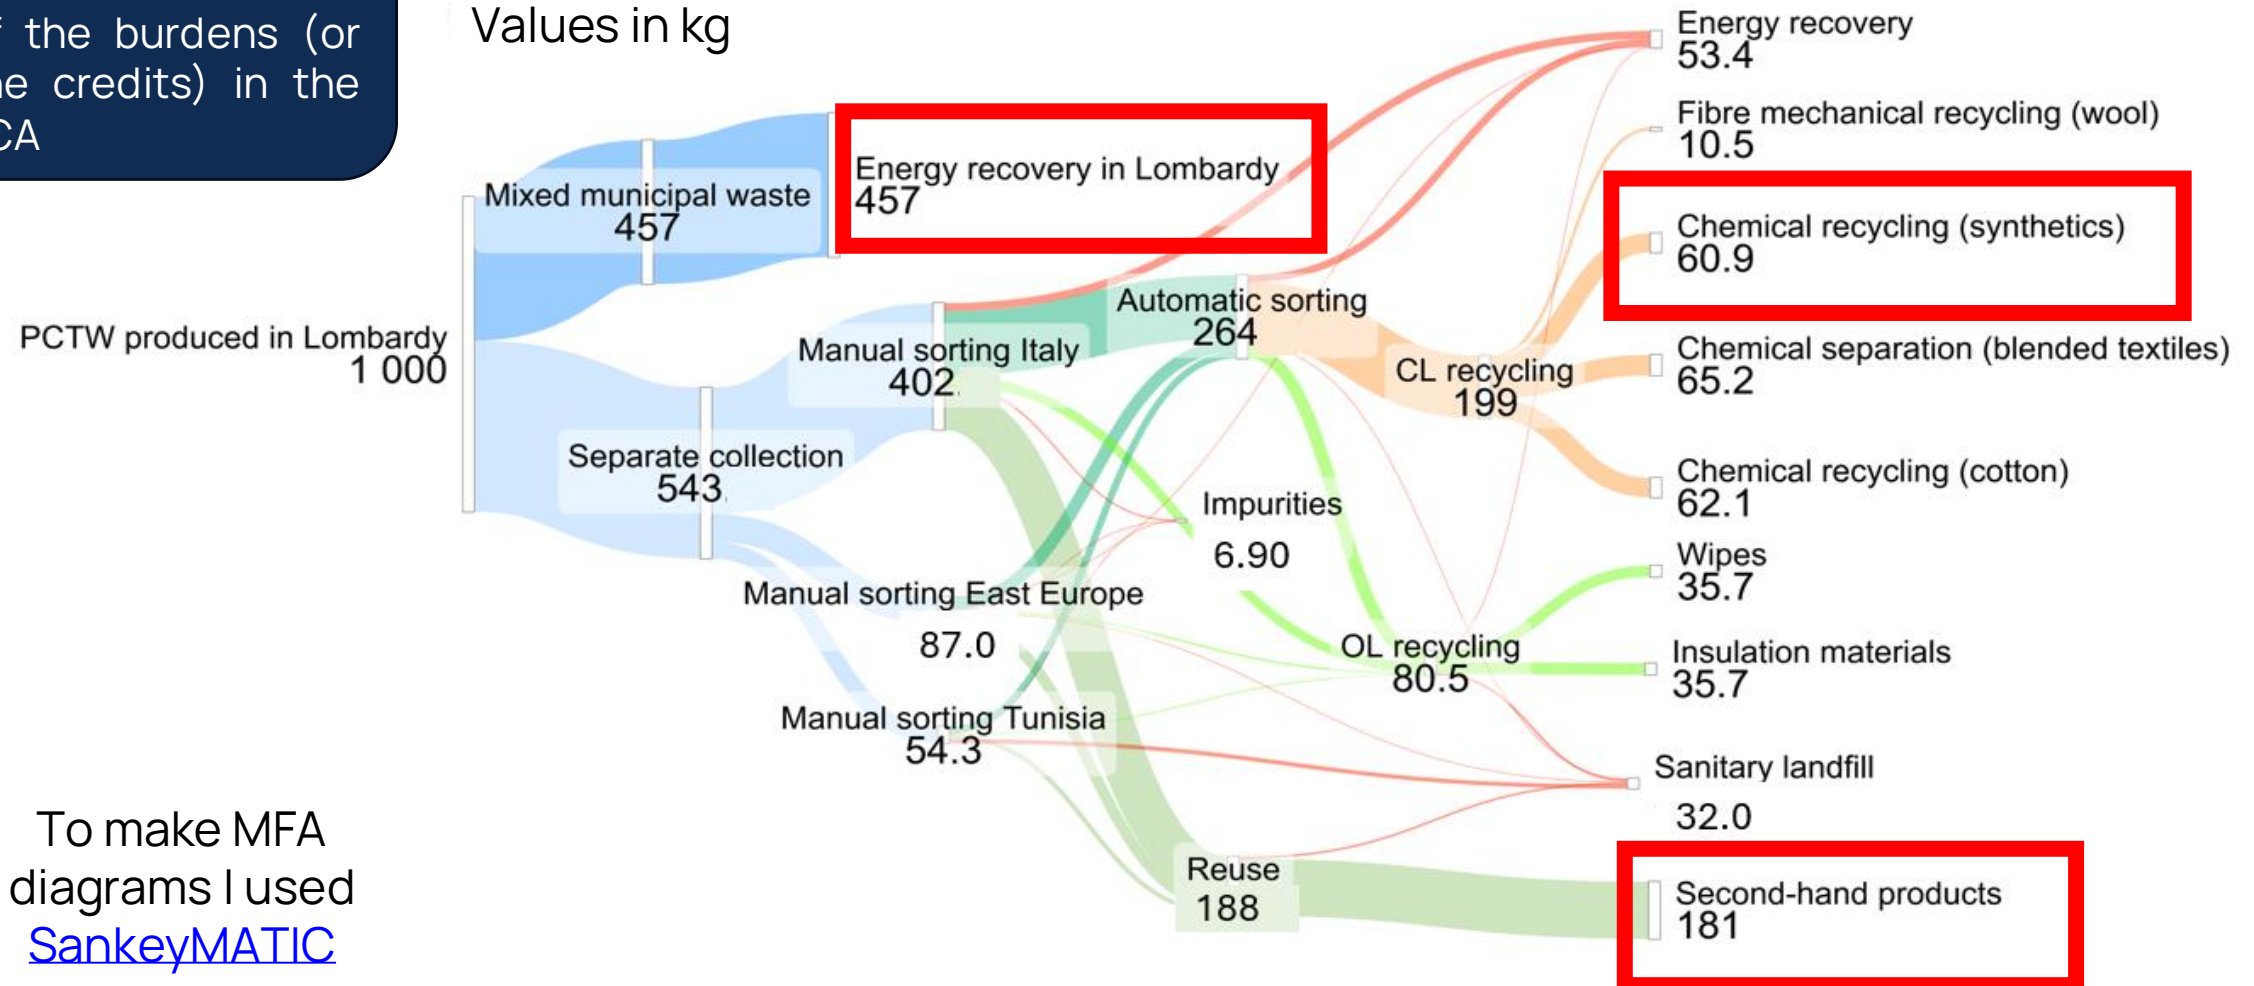 the burdens (or
credits) in the
CA
Values in kg
PCTW produced in Lombardy
1 000
Mixed municipal waste
457
Energy recovery in Lombardy
457
Separate collection
543
Manual sorting Italy
402
Manual sorting East Europe
87.0
Manual sorting Tunisia
54.3
Automatic sorting
264
Impurities
6.90
CL recycling
199
OL recycling
80.5
Reuse
188
Energy recovery
53.4
Fibre mechanical recycling (wool)
10.5
Chemical recycling (synthetics)
60.9
Chemical separation (blended textiles)
65.2
Chemical recycling (cotton)
62.1
Wipes
35.7
Insulation materials
35.7
Sanitary landfill
32.0
Second-hand products
181
To make MFA
diagrams I used
SankeyMATIC